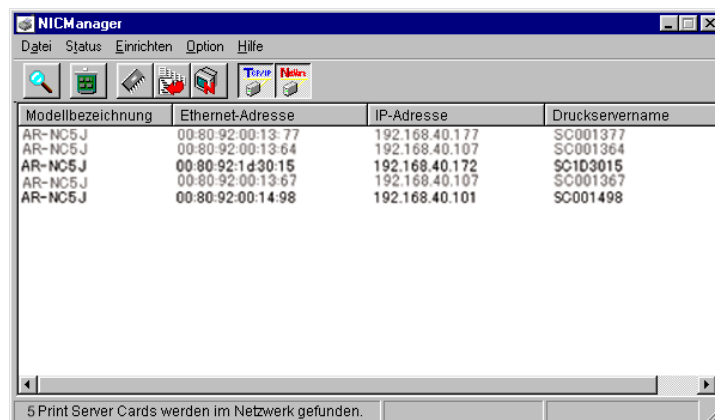 NICManager
Datei Status Einrichten Option Hilfe
TCP/IP NetWare
Modellbezeichnung Ethernet-Adresse IP-Adresse Druckservername
AR-NC5J 00:80:92:00:13:77 192.168.40.177 SC001377
AR-NC5J 00:80:92:00:13:64 192.168.40.107 SC001364
AR-NC5J 00:80:92:1d:30:15 192.168.40.172 SC1D3015
AR-NC5J 00:80:92:00:13:67 192.168.40.107 SC001367
AR-NC5J 00:80:92:00:14:98 192.168.40.101 SC001498
5 Print Server Cards werden im Netzwerk gefunden.